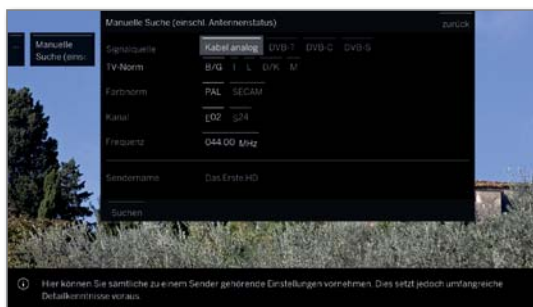 Manuelle Suche (einschl. Antennenstatus)
zurück
Manuelle
Suche (eins
Signalquelle Kabel analog DVB-T DVB-C DVB-S
TV-Norm B/G I L D/K M
Farbnorm PAL SECAM
Kanal E02 S24
Frequenz 044.00 MHz
Sendername Das Erste HD
Suchen
Hier können Sie sämtliche zu einem Sender gehörende Einstellungen vornehmen. Dies setzt jedoch umfangreiche
Detailkenntnisse voraus.